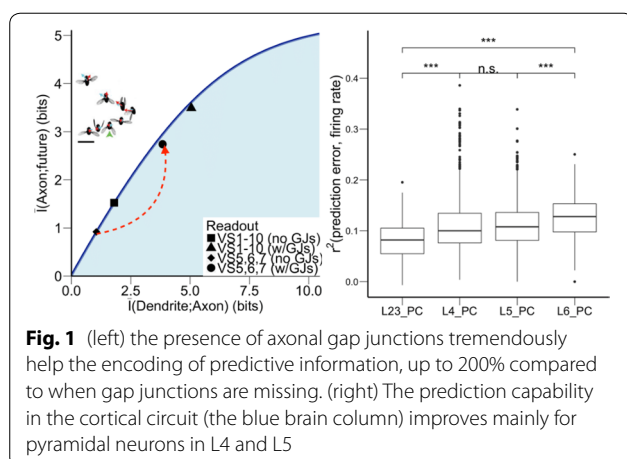 5
4
3
2
1
0
Ī(Axon;future) (bits)
0.0 2.5 5.0 7.5 10.0
Ī(Dendrite;Axon) (bits)
Readout
VS1-10 (no GJs)
VS1-10 (w/GJs)
VS5,6,7 (no GJs)
VS5,6,7 (w/GJs)
***
*** n.s. ***
0.4
0.3
0.2
0.1
0.0
r²(prediction error, firing rate)
L23_PC L4_PC L5_PC L6_PC
Fig. 1 (left) the presence of axonal gap junctions tremendously
help the encoding of predictive information, up to 200% compared
to when gap junctions are missing. (right) The prediction capability
in the cortical circuit (the blue brain column) improves mainly for
pyramidal neurons in L4 and L5